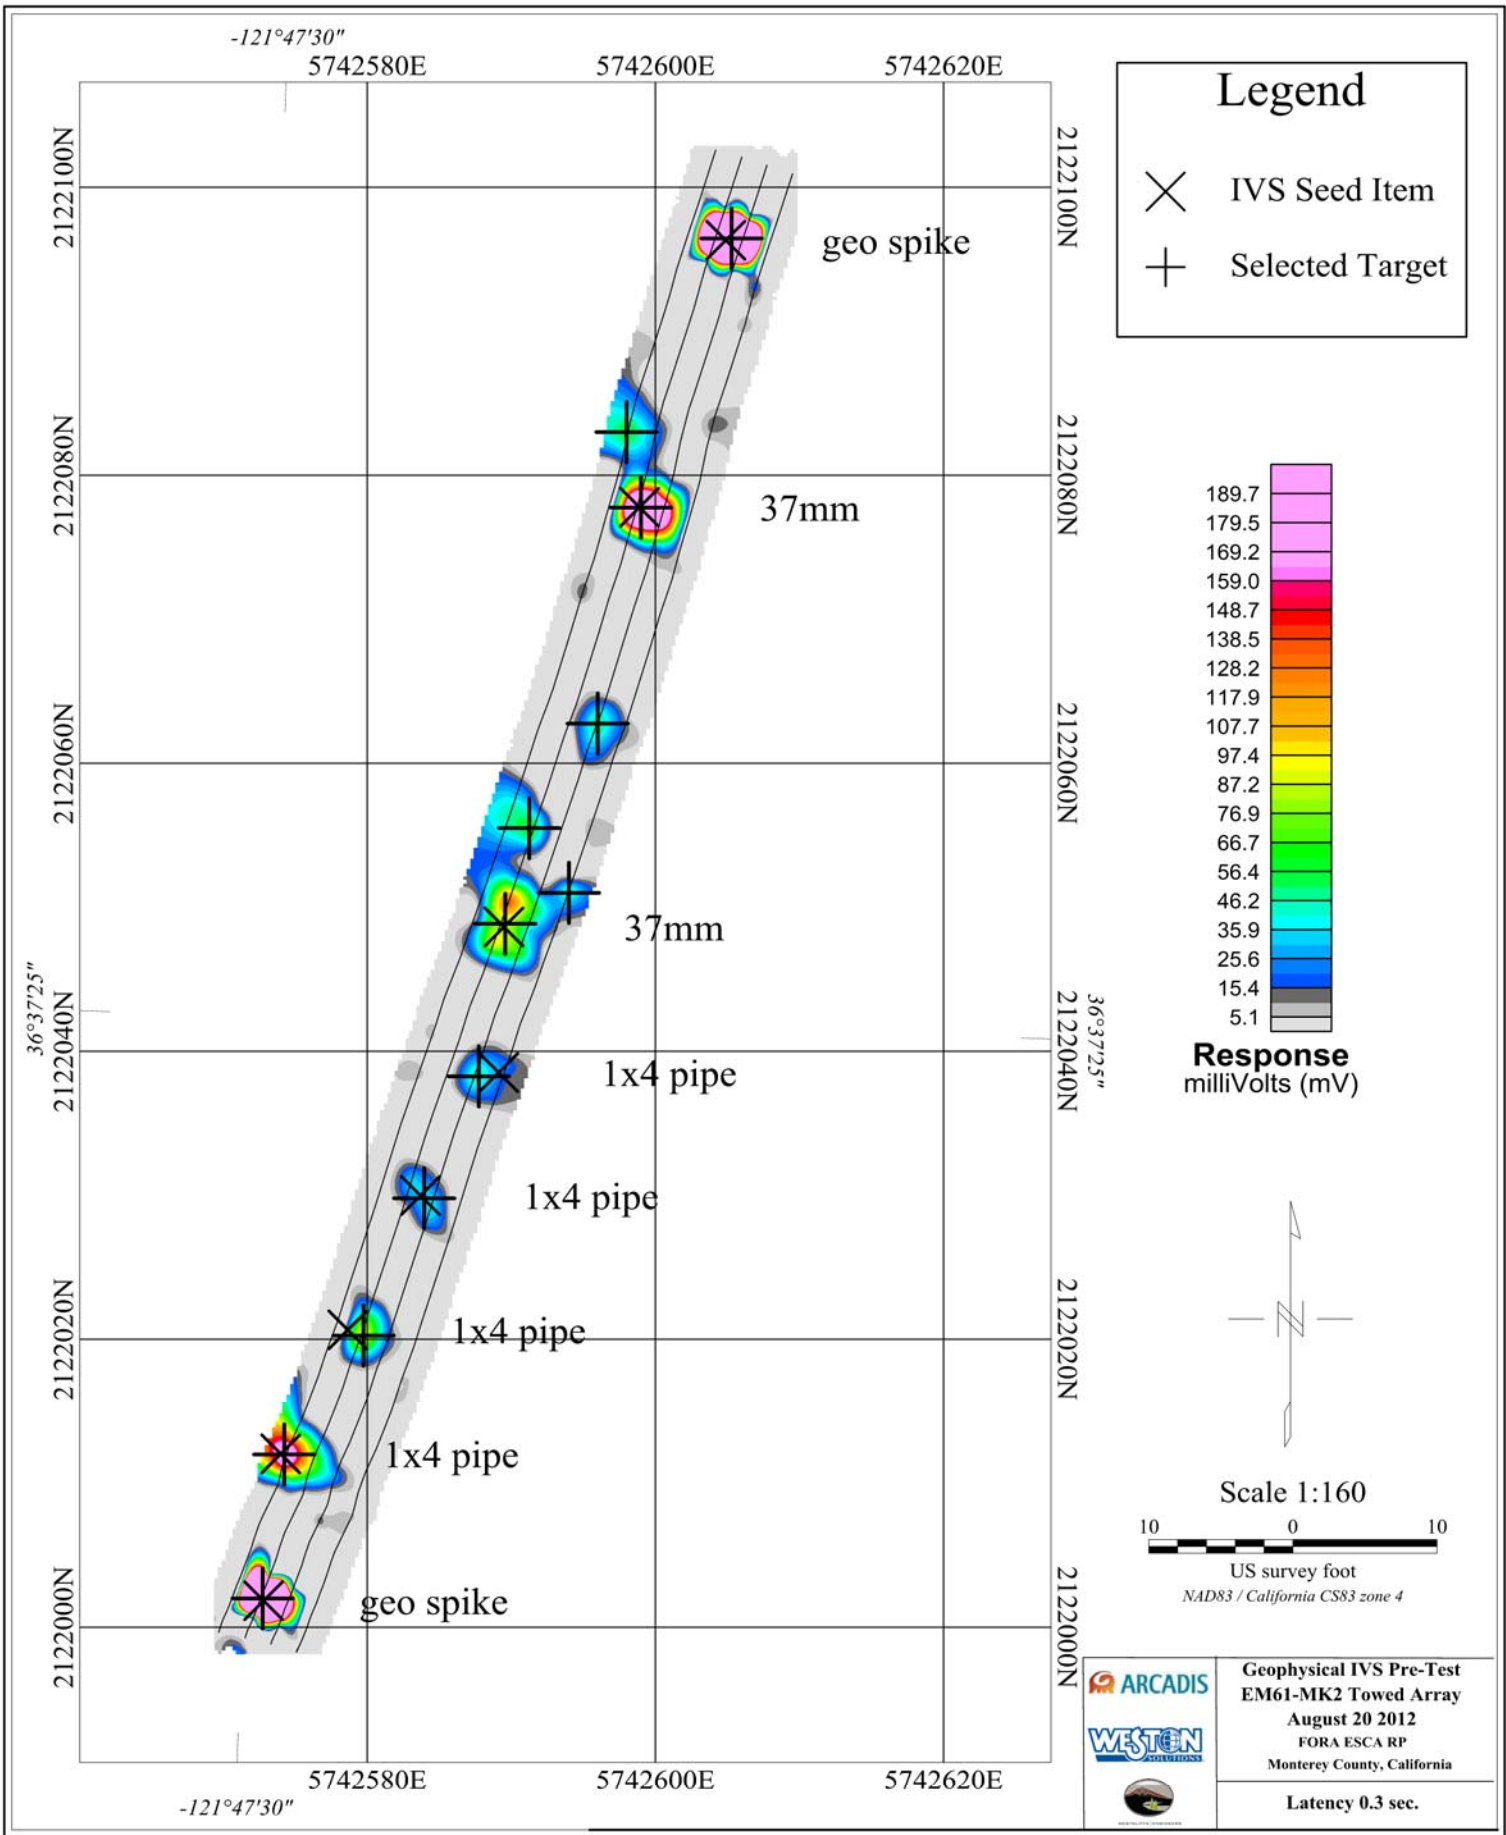 -121°47'30"
5742580E
5742600E
5742620E
Legend
IVS Seed Item
Selected Target
2122100N
2122100N
geo spike
2122080N
2122080N
37mm
2122060N
2122060N
37mm
36°37'25"
36°37'25"
2122040N
2122040N
1x4 pipe
1x4 pipe
2122020N
2122020N
1x4 pipe
1x4 pipe
2122000N
2122000N
geo spike
189.7
179.5
169.2
159.0
148.7
138.5
128.2
117.9
107.7
97.4
87.2
76.9
66.7
56.4
46.2
35.9
25.6
15.4
5.1
Response
milliVolts (mV)
N
Scale 1:160
10 0 10
US survey foot
NAD83 / California CS83 zone 4
5742580E
5742600E
5742620E
-121°47'30"
ARCADIS
WESTON
SOLUTIONS
Geophysical IVS Pre-Test
EM61-MK2 Towed Array
August 20 2012
FORA ESCA RP
Monterey County, California
Latency 0.3 sec.